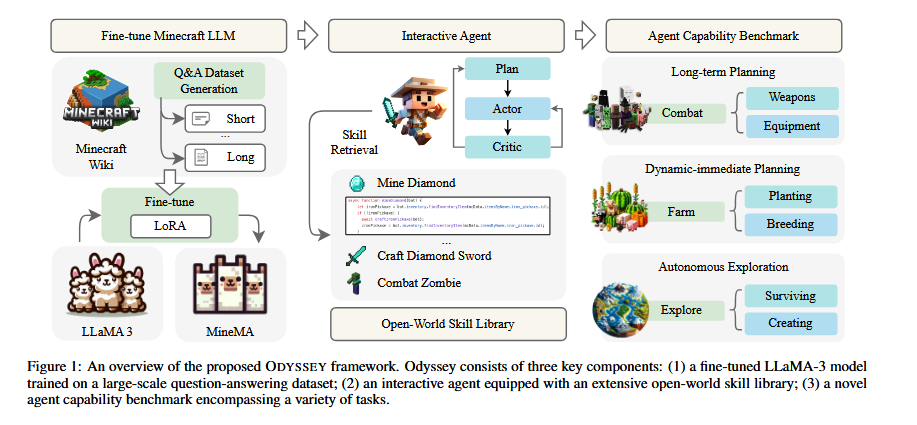 Fine-tune Minecraft LLM
Interactive Agent
Agent Capability Benchmark
MINECRAFT
WIKI
Minecraft
Wiki
Q&A Dataset
Generation
Short
...
Long
Fine-tune
LoRA
LLaMA 3
MineMA
Skill
Retrieval
Plan
Actor
Critic
Mine Diamond
...
Craft Diamond Sword
Combat Zombie
Open-World Skill Library
Long-term Planning
Combat
Weapons
Equipment
Dynamic-immediate Planning
Farm
Planting
Breeding
Autonomous Exploration
Explore
Surviving
Creating
Figure 1: An overview of the proposed ODYSSEY framework. Odyssey consists of three key components: (1) a fine-tuned LLaMA-3 model
trained on a large-scale question-answering dataset; (2) an interactive agent equipped with an extensive open-world skill library; (3) a novel
agent capability benchmark encompassing a variety of tasks.